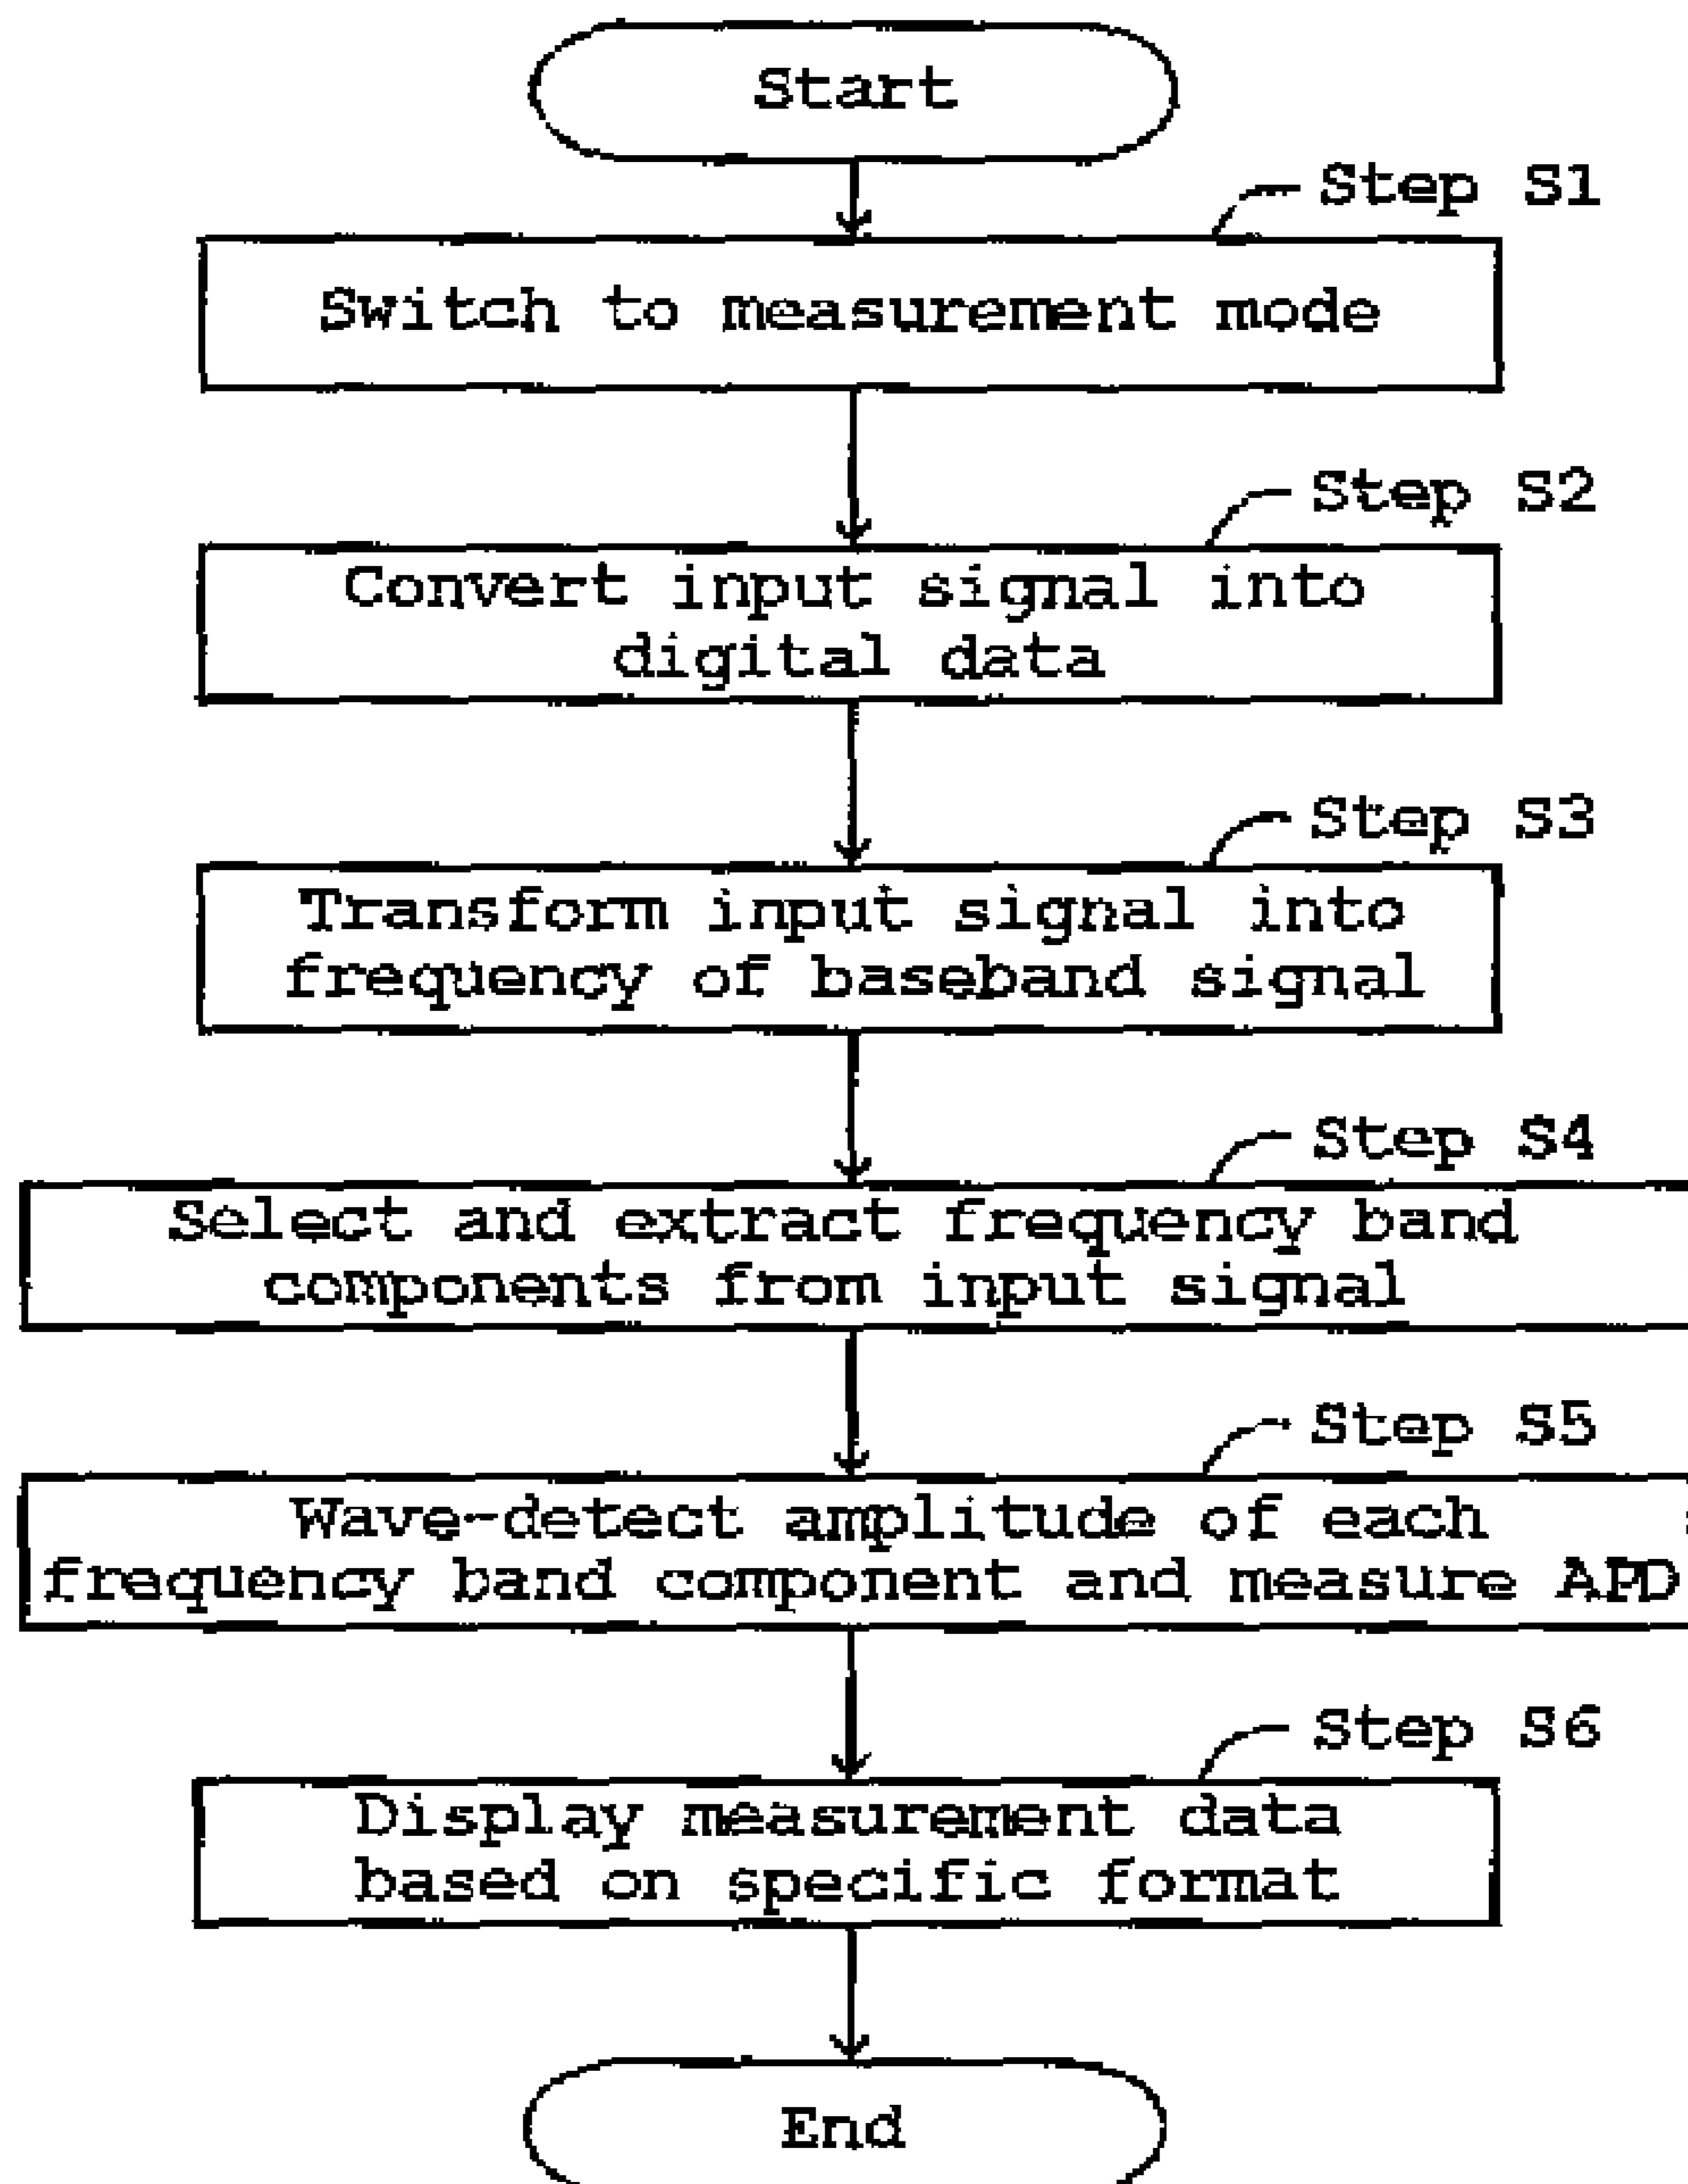 Start
Step S1
Switch to measurement mode
Step S2
Convert input signal into
digital data
Step S3
Transform input signal into
frequency of baseband signal
Step S4
Select and extract frequency band
components from input signal
Step S5
Wave-detect amplitude of each
frequency band component and measure APD
Step S6
Display measurement data
based on specific format
End